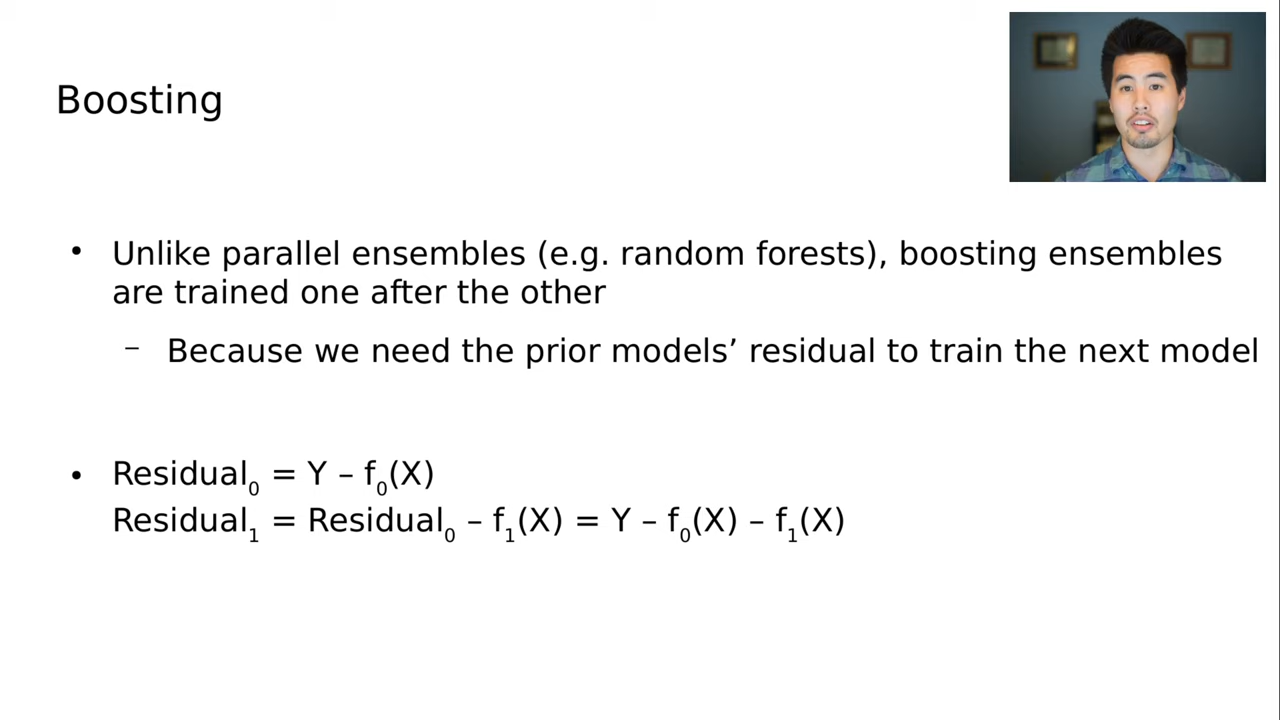 Boosting
• Unlike parallel ensembles (e.g. random forests), boosting ensembles
are trained one after the other
– Because we need the prior models’ residual to train the next model
• Residual₀ = Y – f₀(X)
Residual₁ = Residual₀ – f₁(X) = Y – f₀(X) – f₁(X)